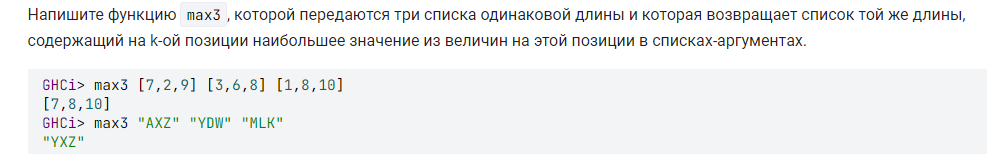 Напишите функцию max3, которой передаются три списка одинаковой длины и которая возвращает список той же длины,
содержащий на k-ой позиции наибольшее значение из величин на этой позиции в списках-аргументах.
GHCi> max3 [7,2,9] [3,6,8] [1,8,10]
[7,8,10]
GHCi> max3 "AXZ" "YDW" "MLK"
"YXZ"